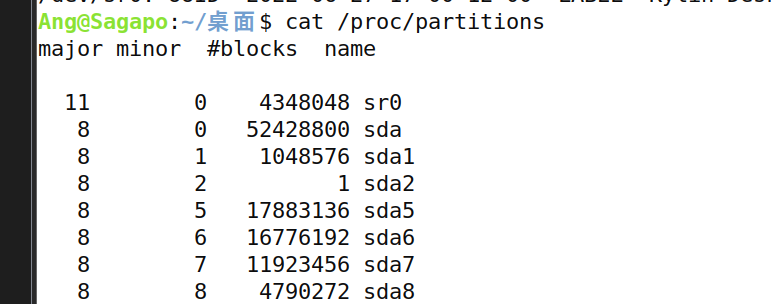 Ang@Sagapo:~/桌面$ cat /proc/partitions
major minor  #blocks  name
  11        0    4348048 sr0
   8        0   52428800 sda
   8        1    1048576 sda1
   8        2          1 sda2
   8        5   17883136 sda5
   8        6   16776192 sda6
   8        7   11923456 sda7
   8        8    4790272 sda8